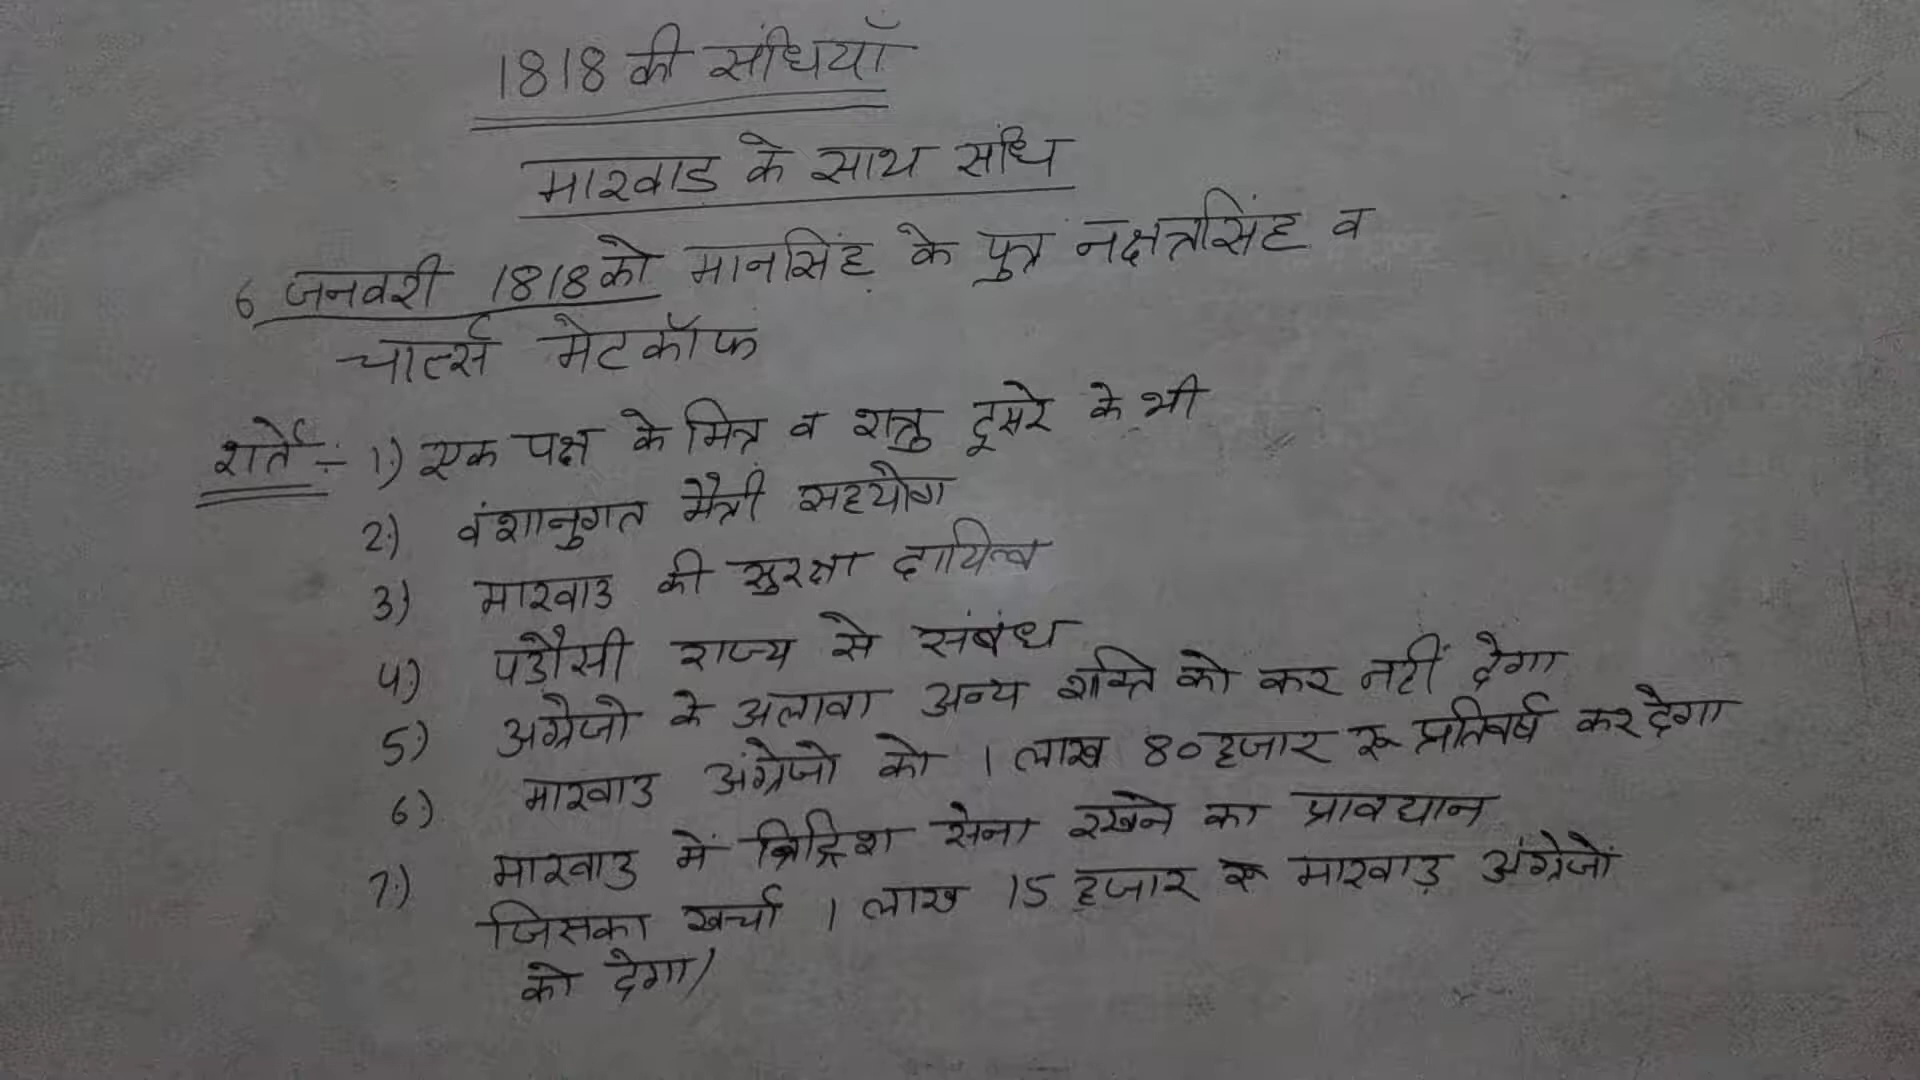 1818 की संधियाँ
मारवाड के साथ संधि
6 जनवरी 1818 को मानसिंह के पुत्र नक्षत्रसिंह व
चार्ल्स मेटकॉफ
शर्ते :- 1) एक पक्ष के मित्र व शत्रु दूसरे के भी
2) वंशानुगत मैत्री सहयोग
3) मारवाउ की सुरक्षा दायित्व
4) पडौसी राज्य से संबंध
5) अंग्रेजो के अलावा अन्य शक्ति को कर नहीं देगा
6) मारवाउ अंग्रेजो को 1 लाख 80 हजार रू प्रतिवर्ष कर देगा
7) मारवाउ में ब्रिट्रिश सेना रखने का प्रावधान
जिसका खर्चा 1 लाख 15 हजार रू मारवाड़ अंग्रेजों
को देगा।